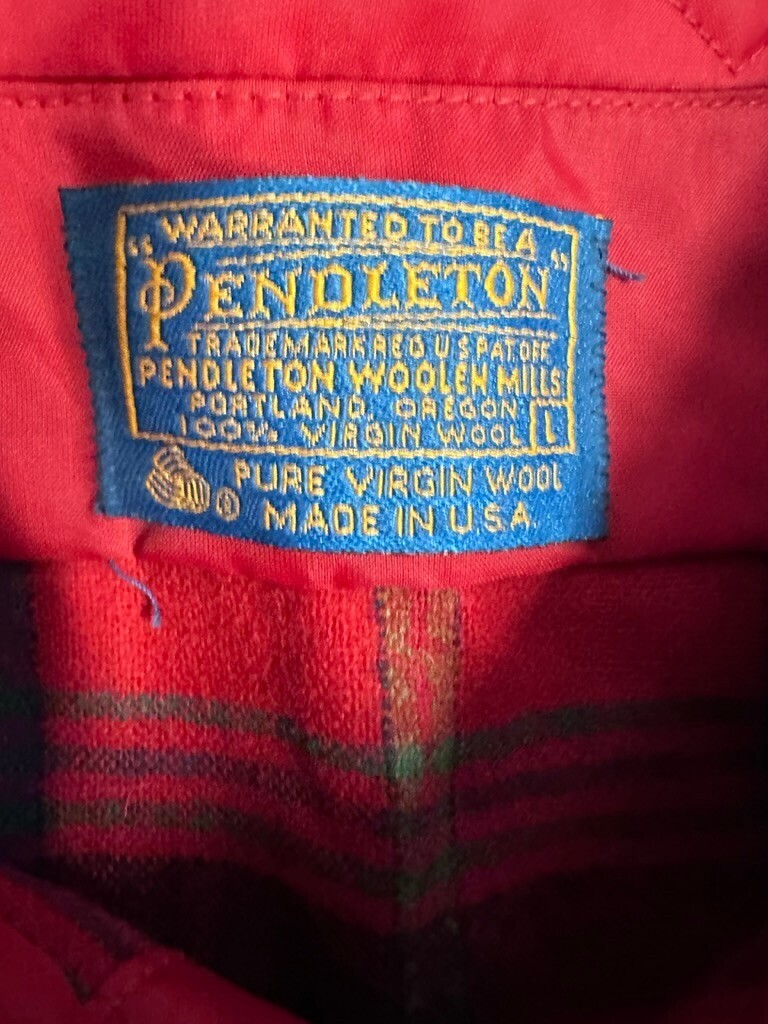 "WARRANTED TO BE A
PENDLETON"
TRADEMARK REG U S PAT. OFF.
PENDLETON WOOLEN MILLS
PORTLAND, OREGON
100% VIRGIN WOOL L
PURE VIRGIN WOOL
® MADE IN U.S.A.